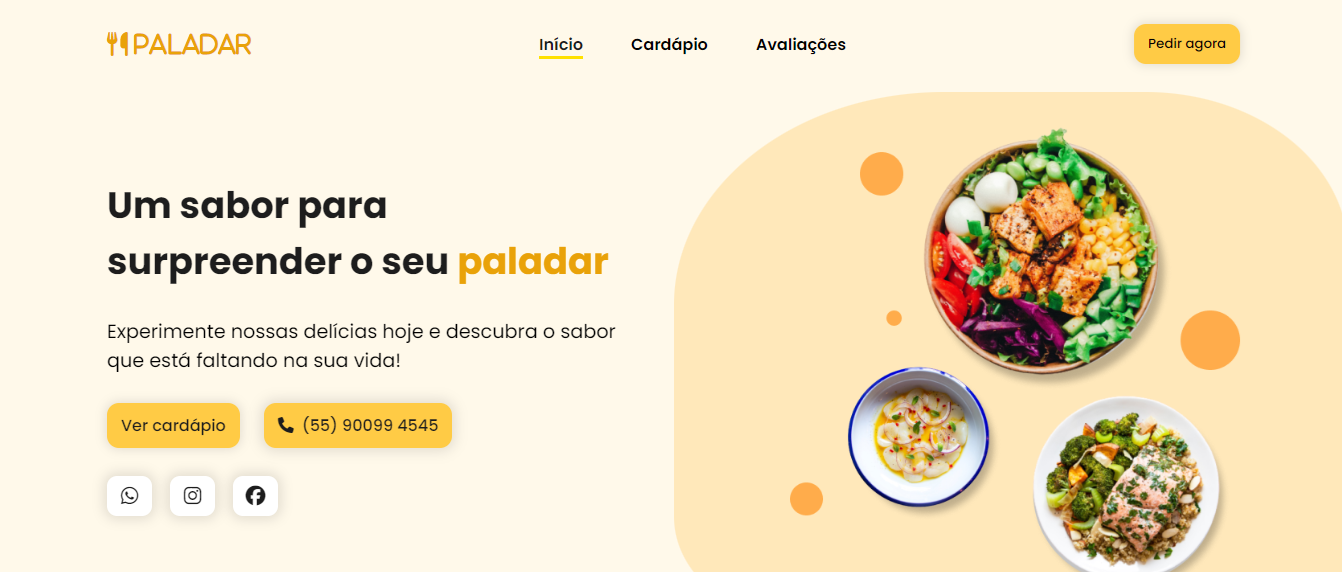 PALADAR
Início
Cardápio
Avaliações
Pedir agora
Um sabor para
surpreender o seu paladar
Experimente nossas delícias hoje e descubra o sabor
que está faltando na sua vida!
Ver cardápio
(55) 90099 4545